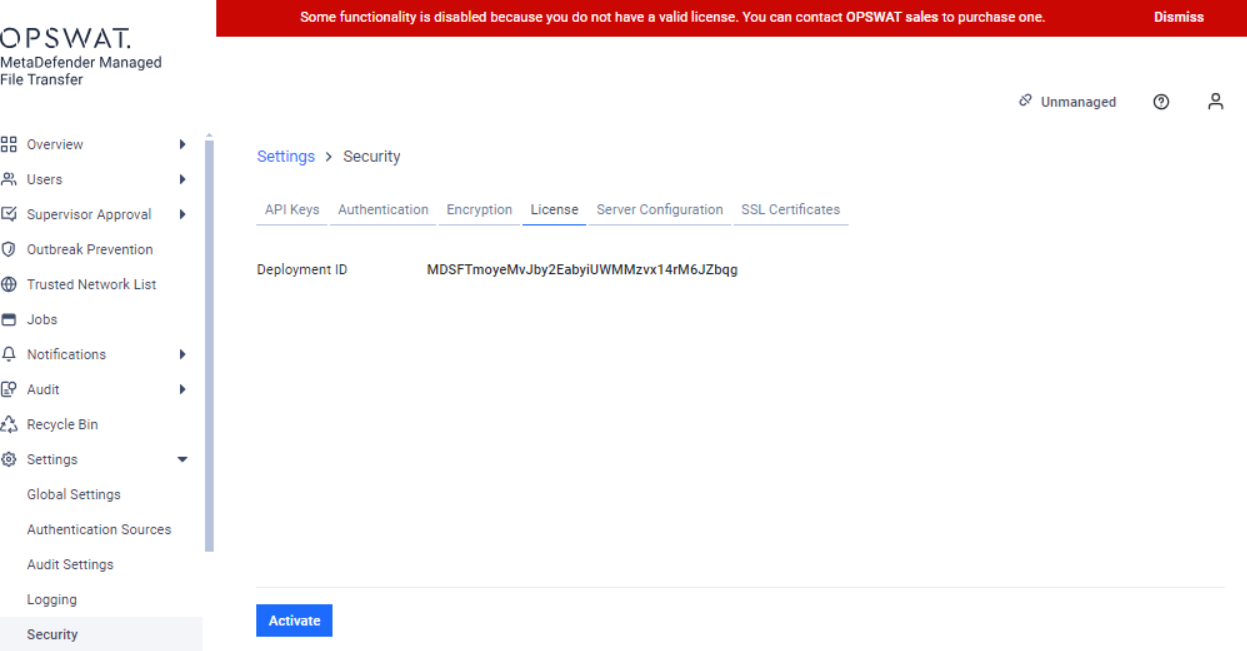 Some functionality is disabled because you do not have a valid license. You can contact OPSWAT sales to purchase one.
Dismiss
OPSWAT.
MetaDefender Managed
File Transfer
Unmanaged
Overview
Users
Supervisor Approval
Outbreak Prevention
Trusted Network List
Jobs
Notifications
Audit
Recycle Bin
Settings
Global Settings
Authentication Sources
Audit Settings
Logging
Security
Settings > Security
API Keys Authentication Encryption License Server Configuration SSL Certificates
Deployment ID MDSFTmoyeMvJby2EabyiUWMMzvx14rM6JZbqg
Activate